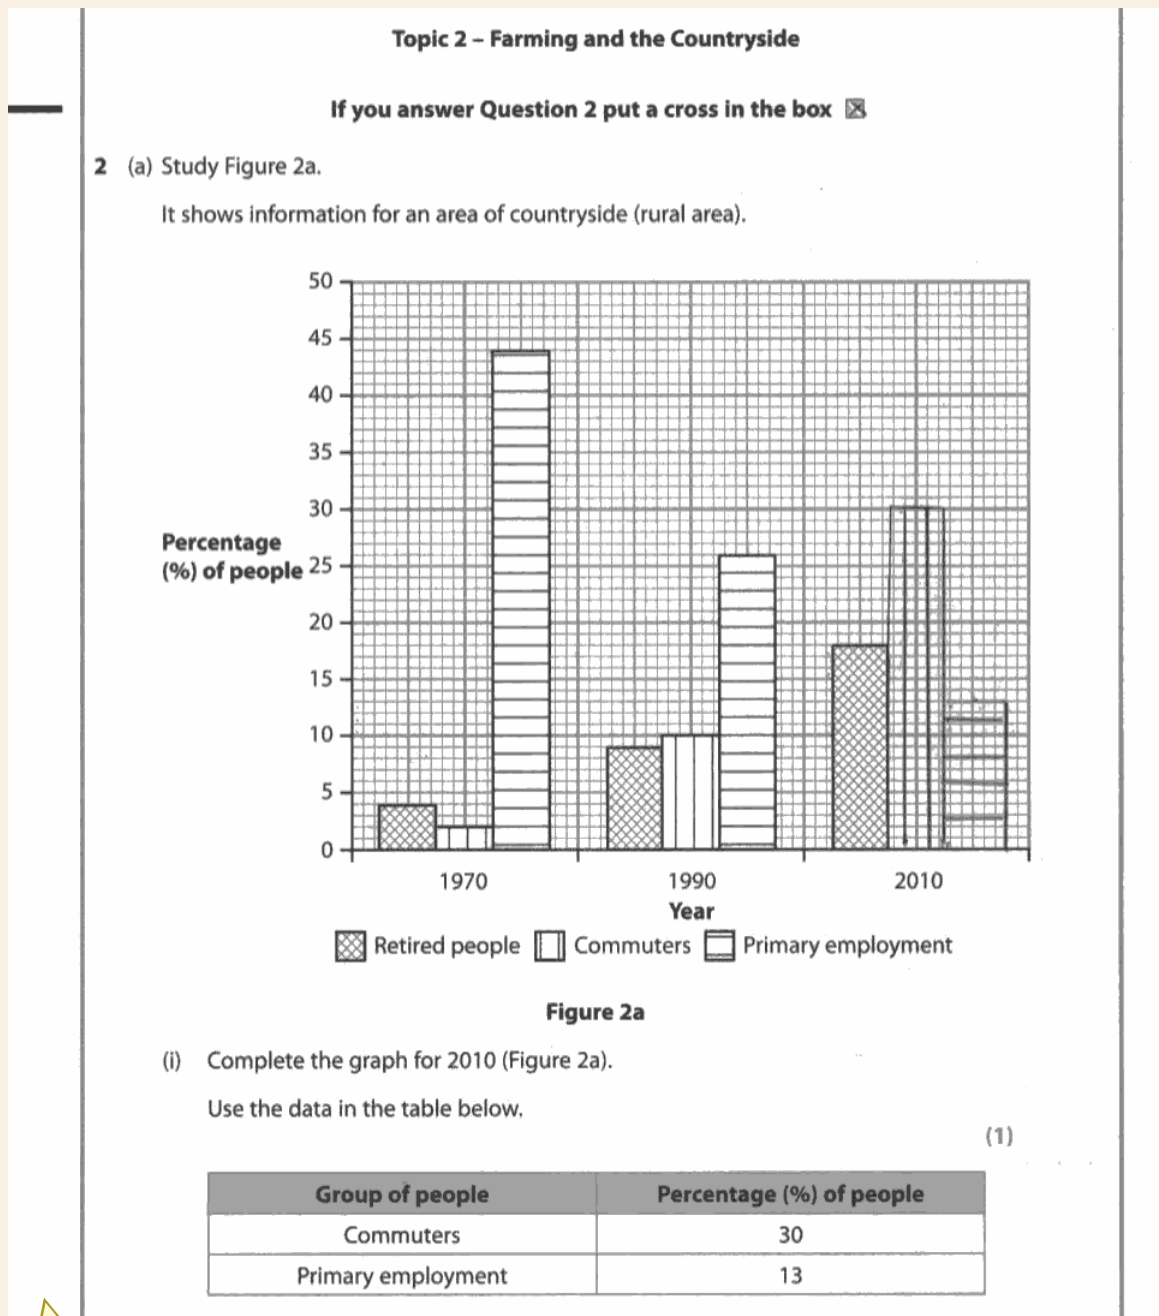 Topic 2 – Farming and the Countryside
If you answer Question 2 put a cross in the box
2 (a) Study Figure 2a.
It shows information for an area of countryside (rural area).
50
45
40
35
30
Percentage
(%) of people 25
20
15
10
5
0
1970 1990 2010
Year
Retired people Commuters Primary employment
Figure 2a
(i) Complete the graph for 2010 (Figure 2a).
Use the data in the table below.
(1)
Group of people Percentage (%) of people
Commuters 30
Primary employment 13